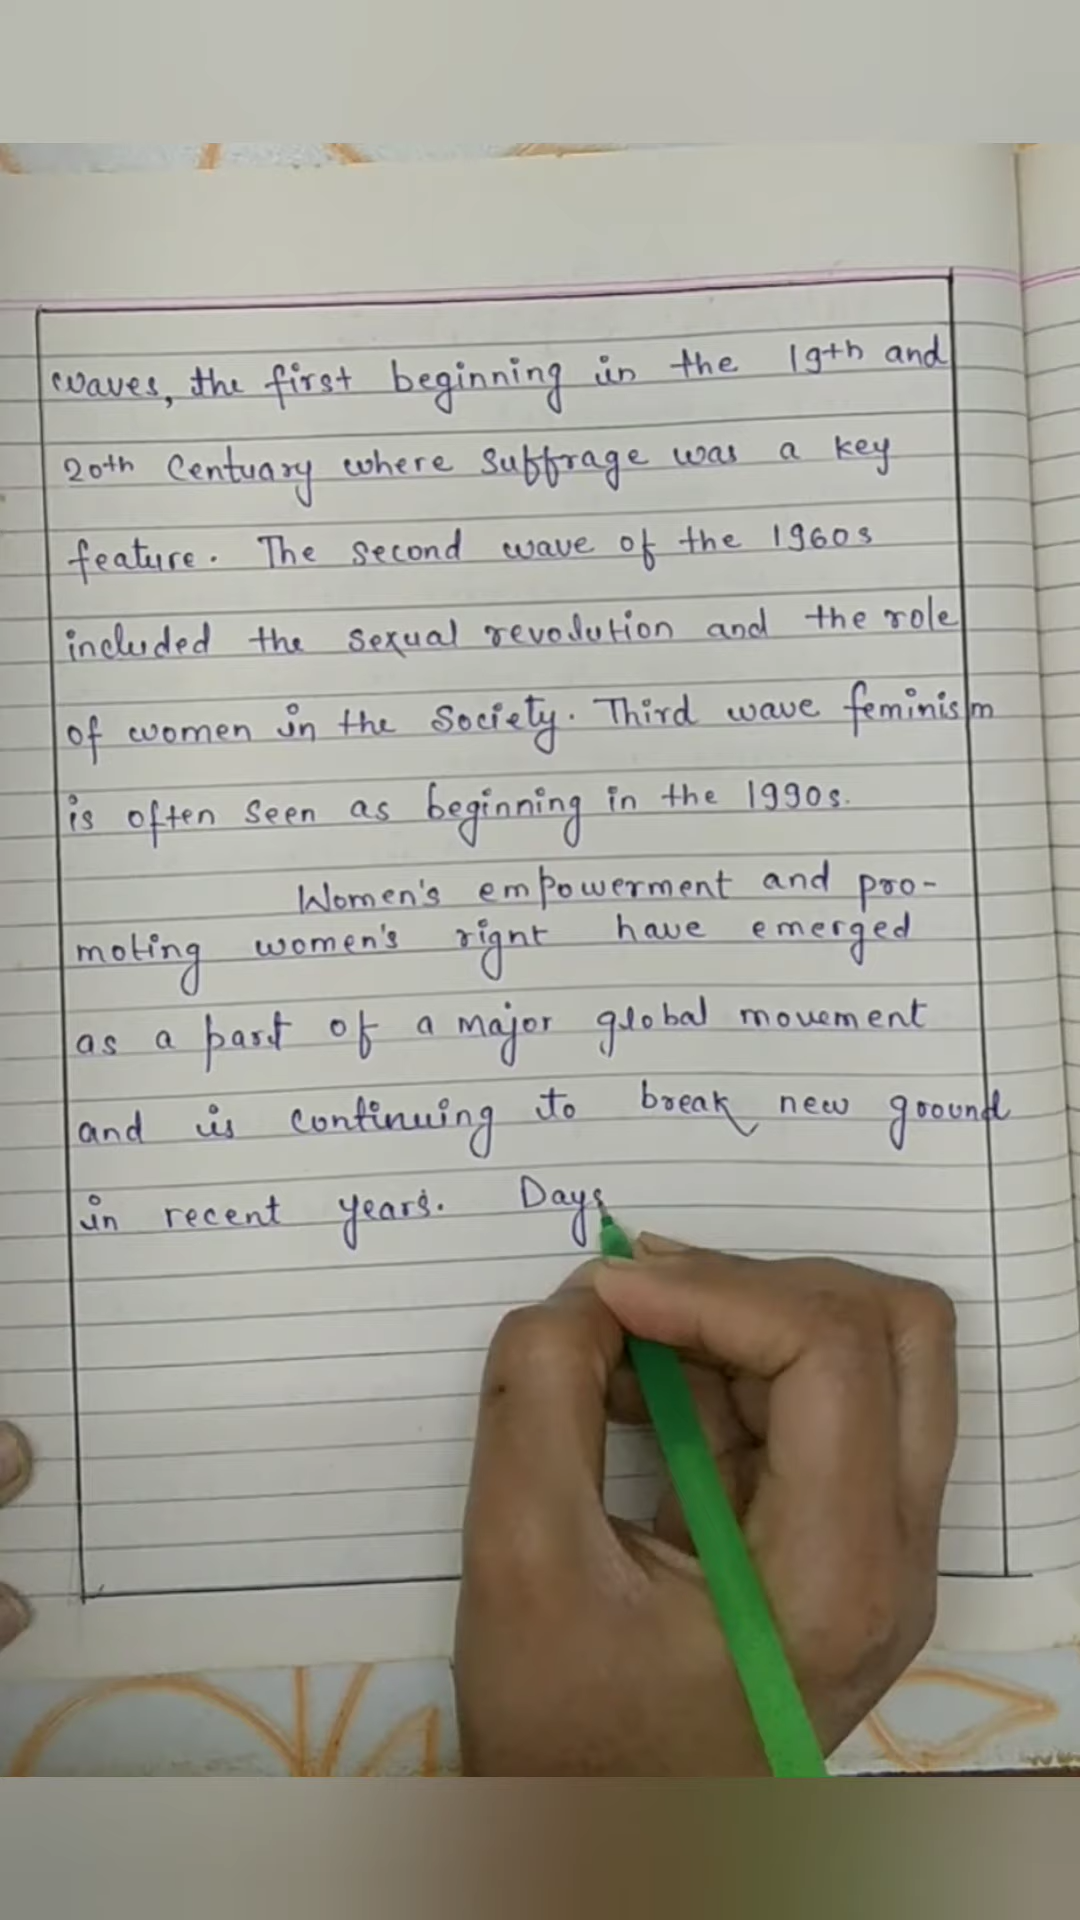 waves, the first beginning in the 19th and
20th Centuary where suffrage was a key
feature. The second wave of the 1960s
included the sexual revolution and the role
of women in the society. Third wave feminism
is often seen as beginning in the 1990s.
Women's empowerment and pro-
moting women's right have emerged
as a part of a major global movement
and is continuing to break new ground
in recent years. Days